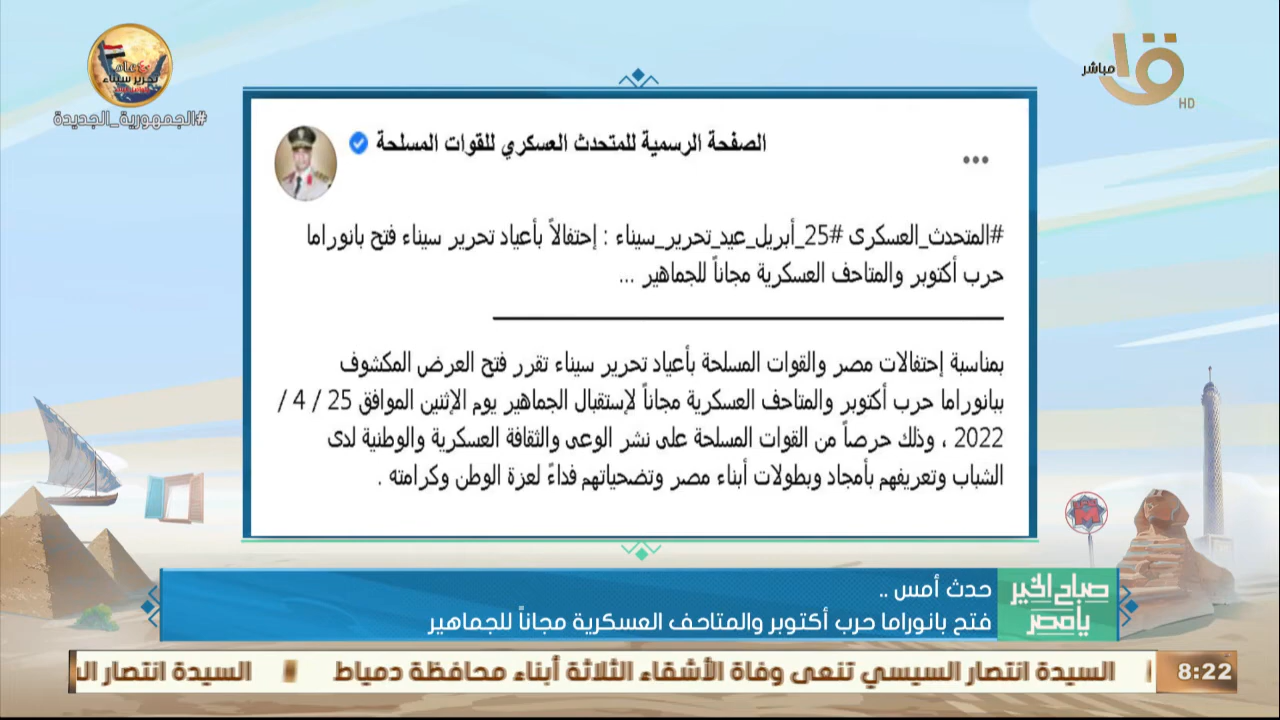 40 عام
تحرير سيناء
#الجمهورية_الجديدة
مباشر
HD
الصفحة الرسمية للمتحدث العسكري للقوات المسلحة
#المتحدث_العسكرى #25_أبريل_عيد_تحرير_سيناء : إحتفالاً بأعياد تحرير سيناء فتح بانوراما
حرب أكتوبر والمتاحف العسكرية مجاناً للجماهير ...
بمناسبة إحتفالات مصر والقوات المسلحة بأعياد تحرير سيناء تقرر فتح العرض المكشوف
ببانوراما حرب أكتوبر والمتاحف العسكرية مجاناً لإستقبال الجماهير يوم الإثنين الموافق 25 / 4 /
2022 ، وذلك حرصاً من القوات المسلحة على نشر الوعى والثقافة العسكرية والوطنية لدى
الشباب وتعريفهم بأمجاد وبطولات أبناء مصر وتضحياتهم فداءً لعزة الوطن وكرامته .
صباح الخير
يا مصر
حدث أمس ..
فتح بانوراما حرب أكتوبر والمتاحف العسكرية مجاناً للجماهير
8:22
السيدة انتصار السيسي تنعى وفاة الأشقاء الثلاثة أبناء محافظة دمياط السيدة انتصار